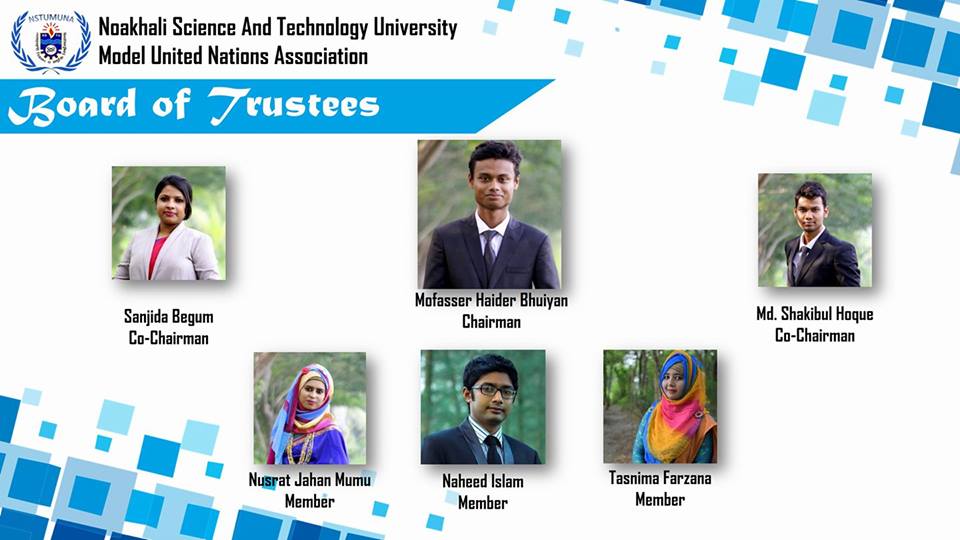 NSTUMUNA
Noakhali Science And Technology University
Model United Nations Association
Board of Trustees
Sanjida Begum
Co-Chairman
Mofasser Haider Bhuiyan
Chairman
Md. Shakibul Hoque
Co-Chairman
Nusrat Jahan Mumu
Member
Naheed Islam
Member
Tasnima Farzana
Member